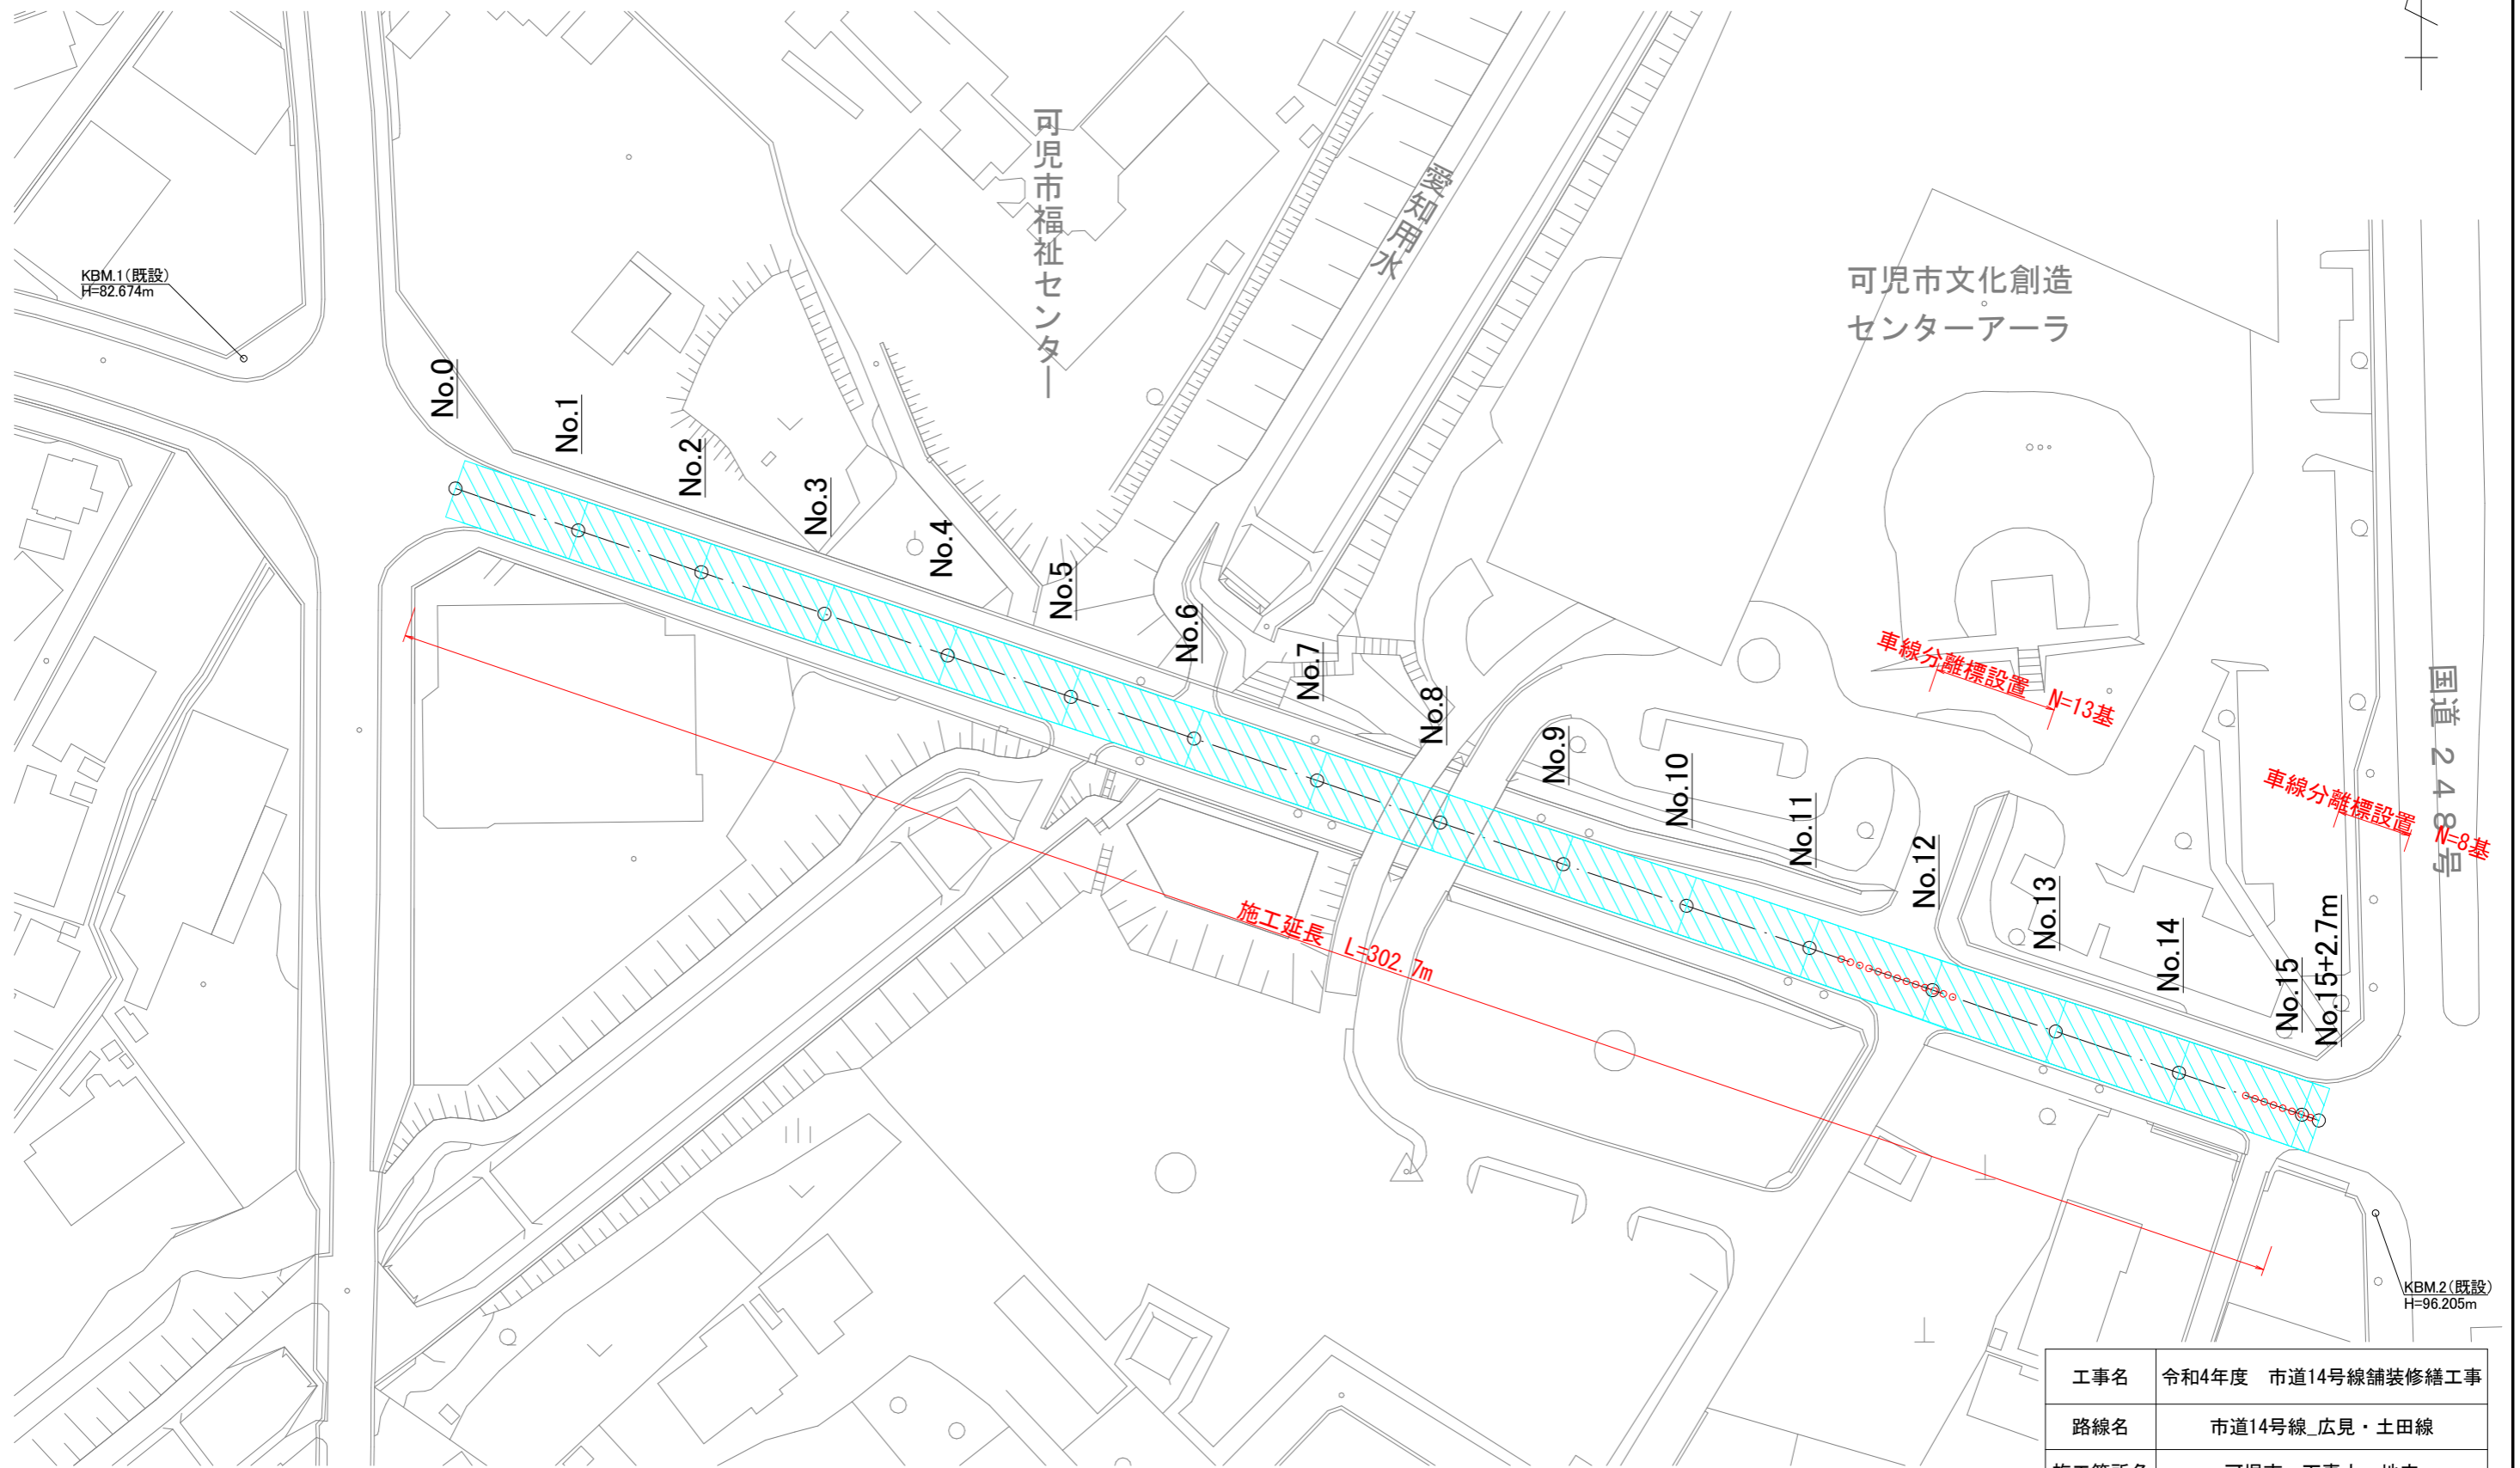 KBM.1(既設)
H=82.674m
可児市福祉センター
愛知用水
可児市文化創造
センターアーラ
No.0
No.1
No.2
No.3
No.4
No.5
No.6
No.7
No.8
No.9
No.10
No.11
No.12
No.13
No.14
No.15
No.15+2.7m
車線分離標設置 N=13基
車線分離標設置 N=8基
国道248号
施工延長 L=302.7m
KBM.2(既設)
H=96.205m
工事名 令和4年度 市道14号線舗装修繕工事
路線名 市道14号線_広見・土田線